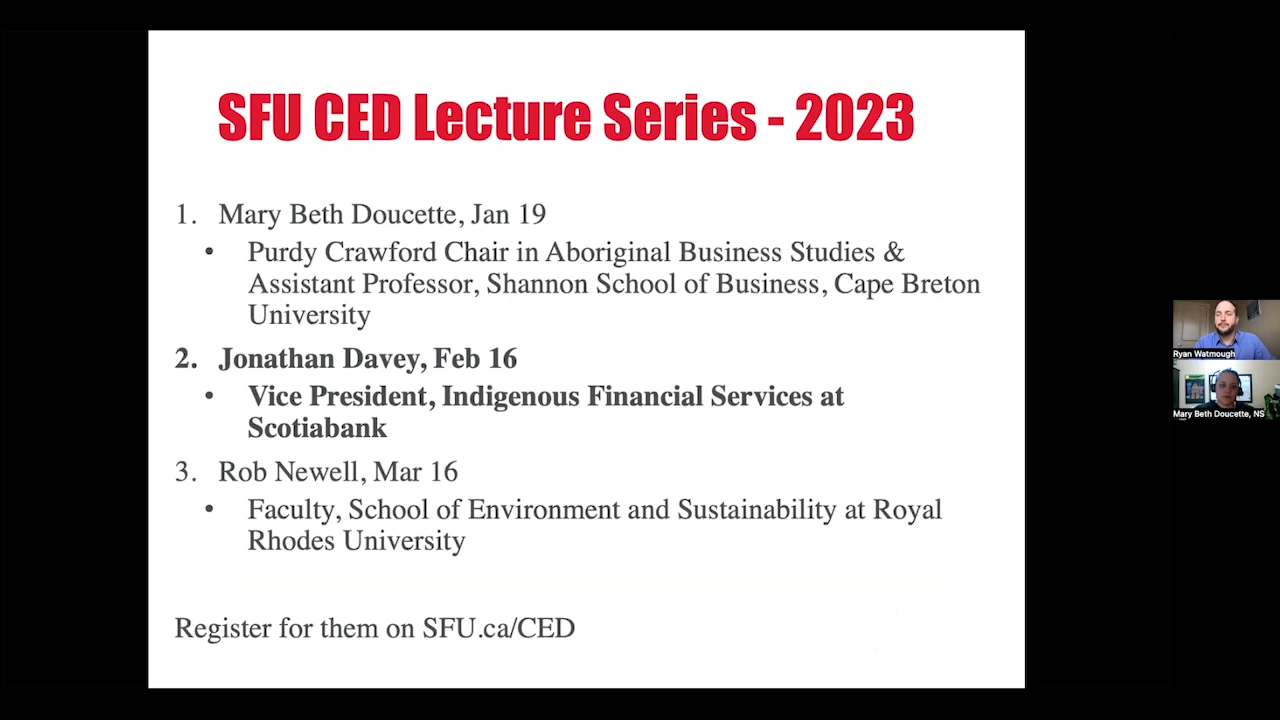 SFU CED Lecture Series - 2023
1. Mary Beth Doucette, Jan 19
• Purdy Crawford Chair in Aboriginal Business Studies &
Assistant Professor, Shannon School of Business, Cape Breton
University
2. Jonathan Davey, Feb 16
• Vice President, Indigenous Financial Services at
Scotiabank
3. Rob Newell, Mar 16
• Faculty, School of Environment and Sustainability at Royal
Rhodes University
Register for them on SFU.ca/CED
Ryan Watmough
Mary Beth Doucette, NS